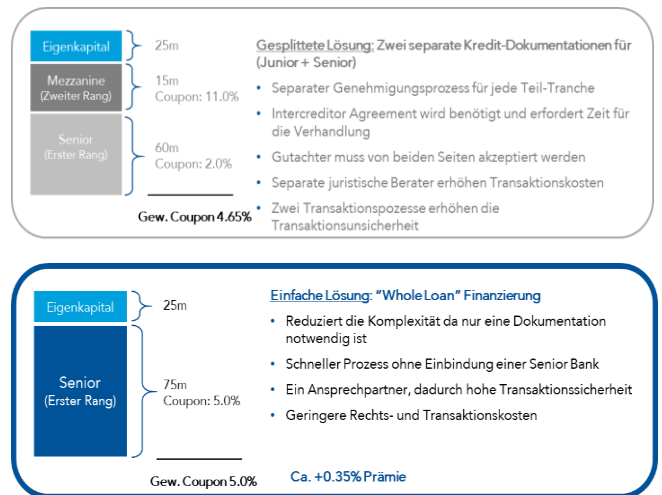 Eigenkapital
25m
Mezzanine
(Zweiter Rang)
15m
Coupon: 11.0%
Senior
(Erster Rang)
60m
Coupon: 2.0%
Gew. Coupon 4.65%
Gesplittete Lösung: Zwei separate Kredit-Dokumentationen für
(Junior + Senior)
• Separater Genehmigungsprozess für jede Teil-Tranche
• Intercreditor Agreement wird benötigt und erfordert Zeit für
die Verhandlung
• Gutachter muss von beiden Seiten akzeptiert werden
• Separate juristische Berater erhöhen Transaktionskosten
• Zwei Transaktionspozesse erhöhen die
Transaktionsunsicherheit
Eigenkapital
25m
Senior
(Erster Rang)
75m
Coupon: 5.0%
Gew. Coupon 5.0%
Einfache Lösung: "Whole Loan" Finanzierung
• Reduziert die Komplexität da nur eine Dokumentation
notwendig ist
• Schneller Prozess ohne Einbindung einer Senior Bank
• Ein Ansprechpartner, dadurch hohe Transaktionssicherheit
• Geringere Rechts- und Transaktionskosten
Ca. +0.35% Prämie